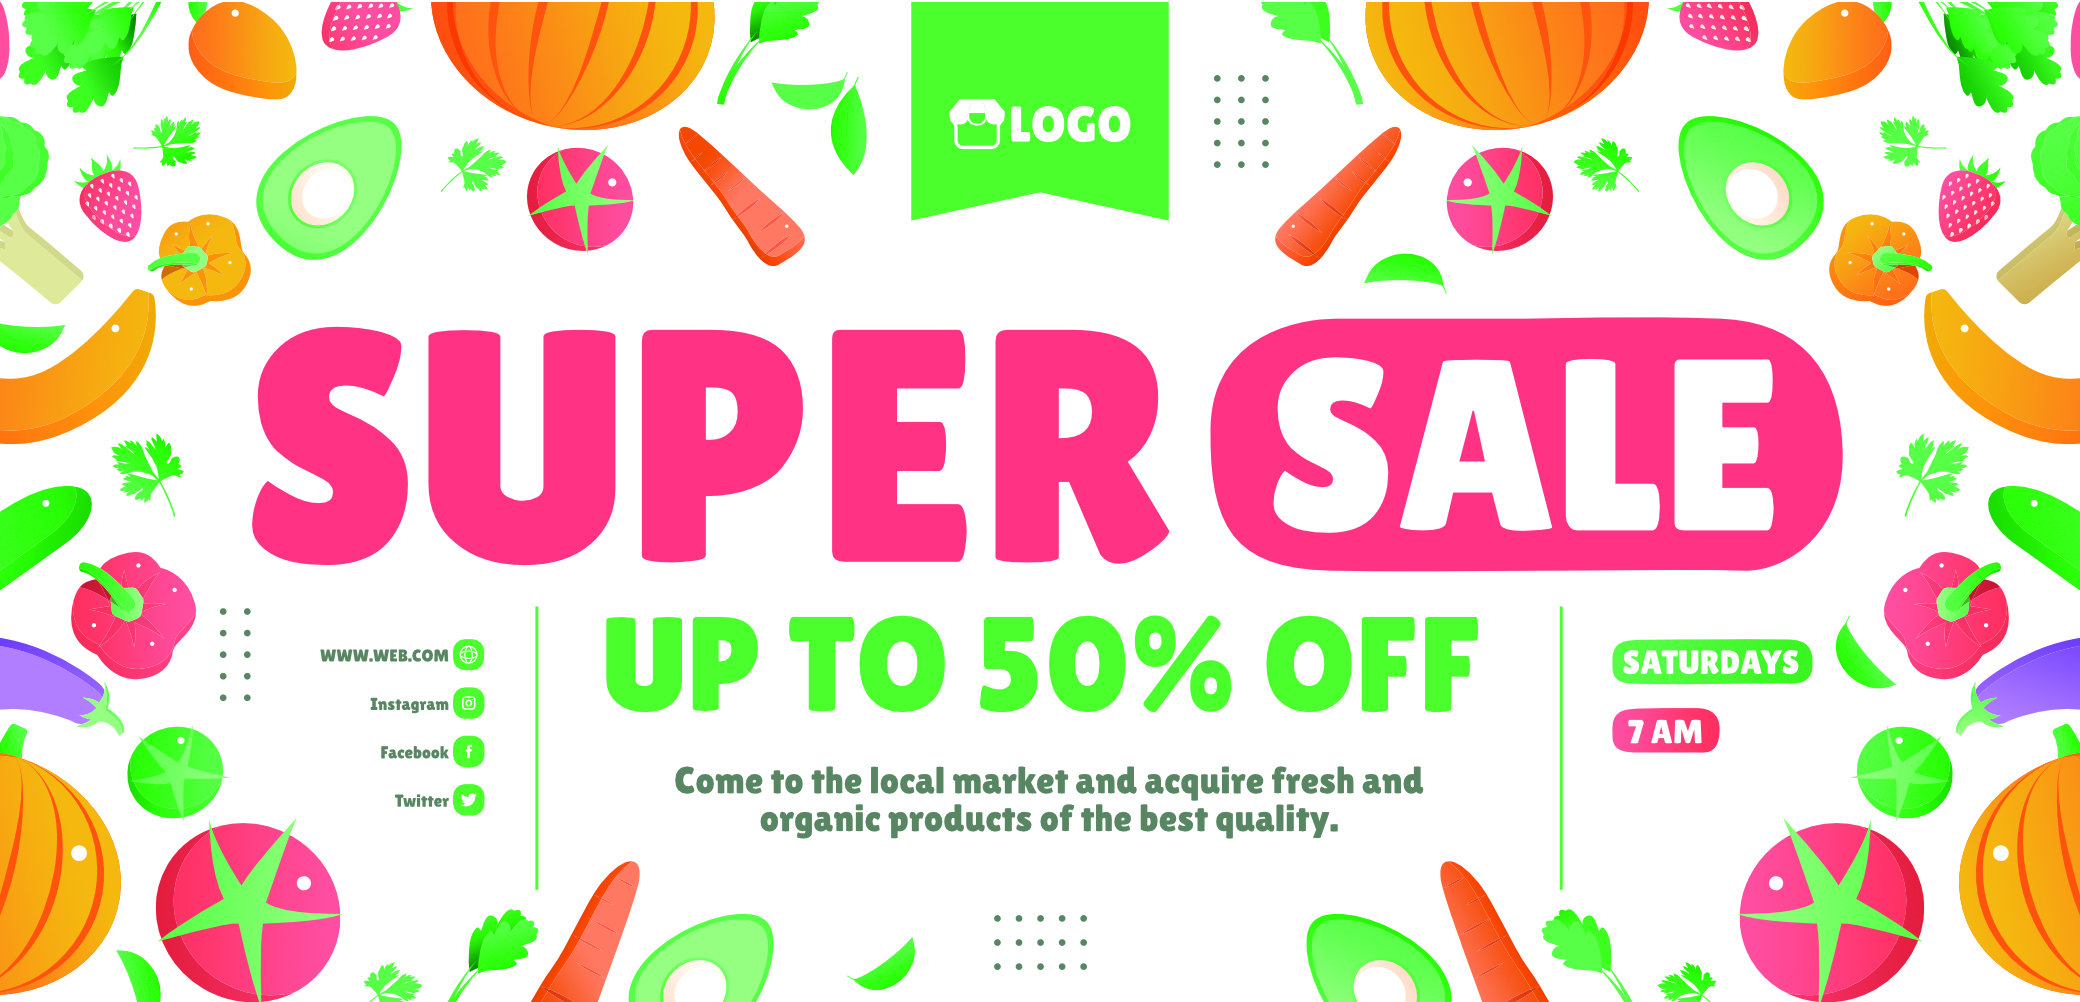 LOGO
SUPER SALE
UP TO 50% OFF
WWW.WEB.COM
Instagram
Facebook
Twitter
Come to the local market and acquire fresh and
organic products of the best quality.
SATURDAYS
7 AM